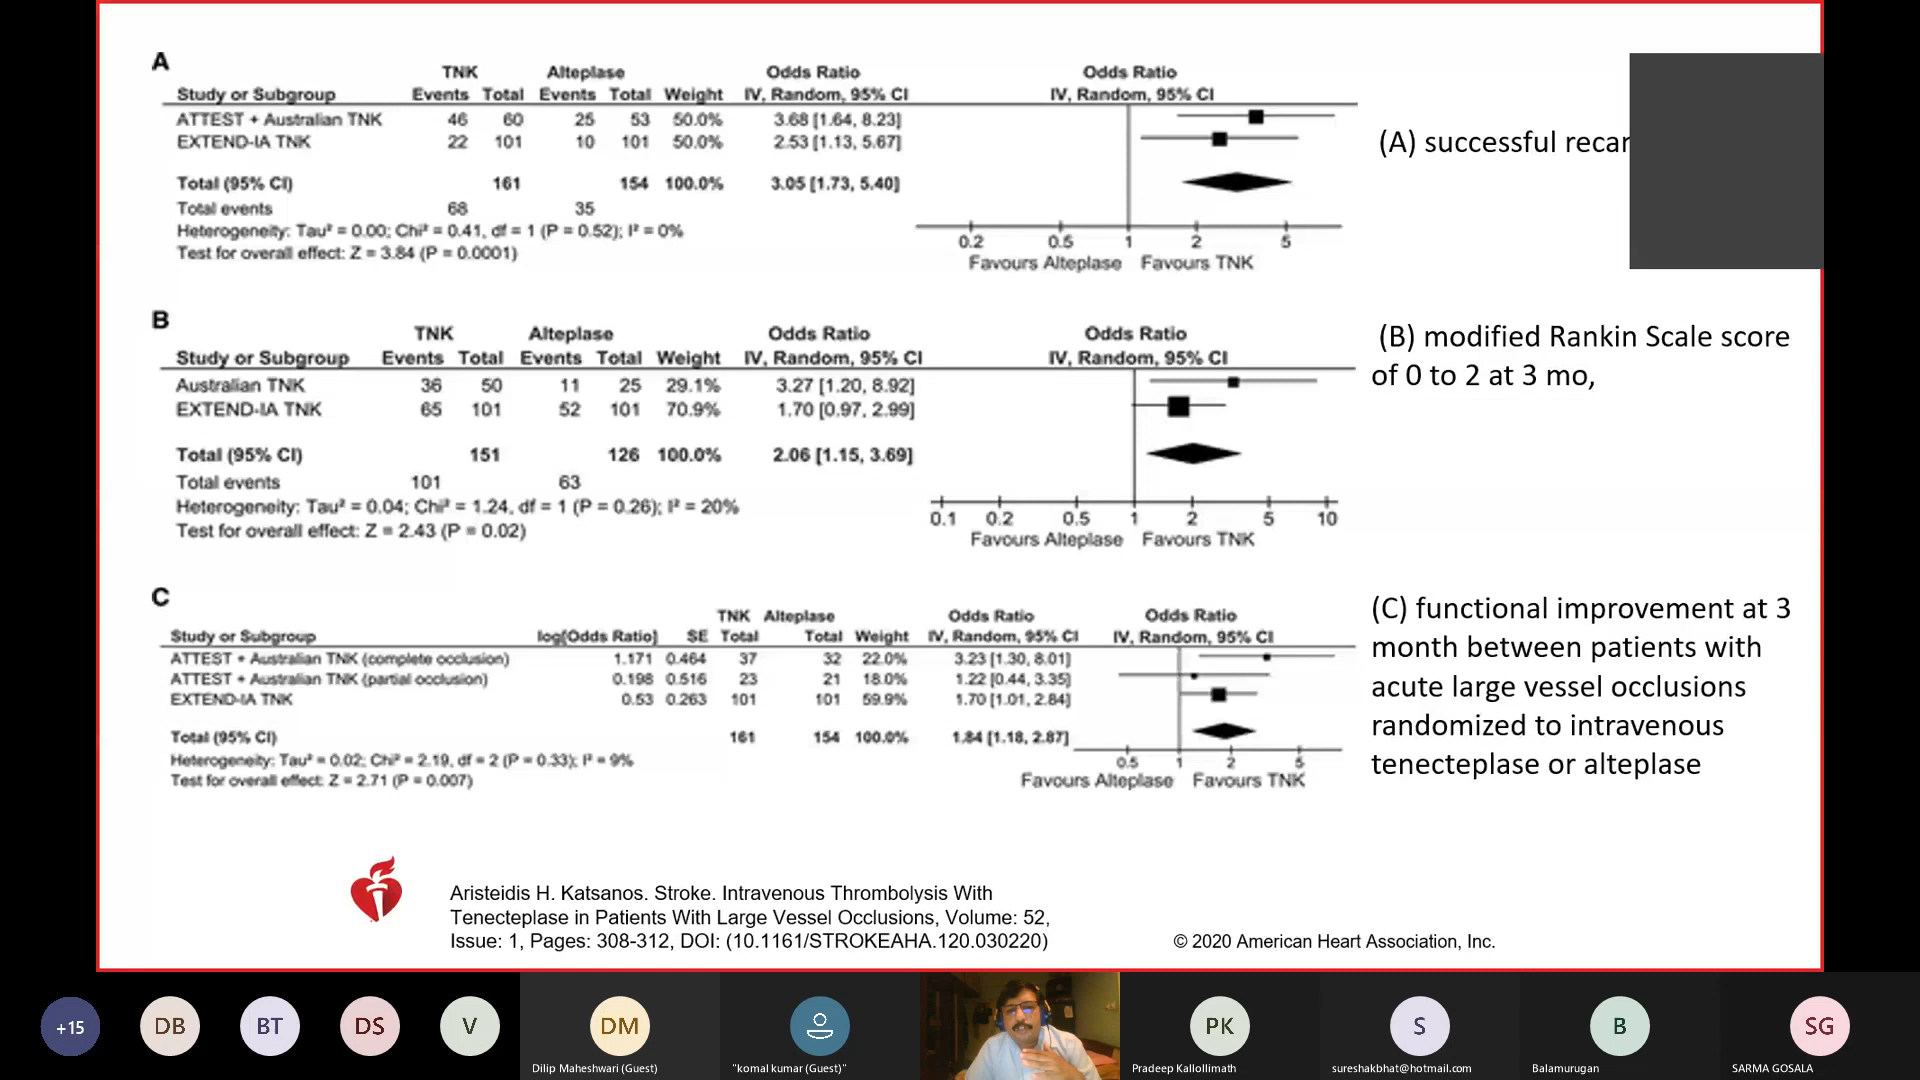 A
TNK Alteplase Odds Ratio Odds Ratio
Study or Subgroup Events Total Events Total Weight IV, Random, 95% CI IV, Random, 95% CI
ATTEST + Australian TNK 46 60 25 53 50.0% 3.68 [1.64, 8.23]
EXTEND-IA TNK 22 101 10 101 50.0% 2.53 [1.13, 5.67]
Total (95% CI) 161 154 100.0% 3.05 [1.73, 5.40]
Total events 68 35
Heterogeneity: Tau² = 0.00; Chi² = 0.41, df = 1 (P = 0.52); I² = 0%
Test for overall effect: Z = 3.84 (P = 0.0001)
0.2 0.5 1 2 5
Favours Alteplase Favours TNK
(A) successful recan
B
TNK Alteplase Odds Ratio Odds Ratio
Study or Subgroup Events Total Events Total Weight IV, Random, 95% CI IV, Random, 95% CI
Australian TNK 36 50 11 25 29.1% 3.27 [1.20, 8.92]
EXTEND-IA TNK 65 101 52 101 70.9% 1.70 [0.97, 2.99]
Total (95% CI) 151 126 100.0% 2.06 [1.15, 3.69]
Total events 101 63
Heterogeneity: Tau² = 0.04; Chi² = 1.24, df = 1 (P = 0.26); I² = 20%
Test for overall effect: Z = 2.43 (P = 0.02)
0.1 0.2 0.5 1 2 5 10
Favours Alteplase Favours TNK
(B) modified Rankin Scale score
of 0 to 2 at 3 mo,
C
TNK Alteplase Odds Ratio Odds Ratio
Study or Subgroup log[Odds Ratio] SE Total Total Weight IV, Random, 95% CI IV, Random, 95% CI
ATTEST + Australian TNK (complete occlusion) 1.171 0.464 37 32 22.0% 3.23 [1.30, 8.01]
ATTEST + Australian TNK (partial occlusion) 0.198 0.516 23 21 18.0% 1.22 [0.44, 3.35]
EXTEND-IA TNK 0.53 0.263 101 101 59.9% 1.70 [1.01, 2.84]
Total (95% CI) 161 154 100.0% 1.84 [1.18, 2.87]
Heterogeneity: Tau² = 0.02; Chi² = 2.19, df = 2 (P = 0.33); I² = 9%
Test for overall effect: Z = 2.71 (P = 0.007)
0.5 1 2 5
Favours Alteplase Favours TNK
(C) functional improvement at 3
month between patients with
acute large vessel occlusions
randomized to intravenous
tenecteplase or alteplase
Aristeidis H. Katsanos. Stroke. Intravenous Thrombolysis With
Tenecteplase in Patients With Large Vessel Occlusions, Volume: 52,
Issue: 1, Pages: 308-312, DOI: (10.1161/STROKEAHA.120.030220)
© 2020 American Heart Association, Inc.
+15 DB BT DS V DM PK S B SG
Dilip Maheshwari (Guest) "komal kumar (Guest)" Pradeep Kallollimath sureshakbhat@hotmail.com Balamurugan SARMA GOSALA